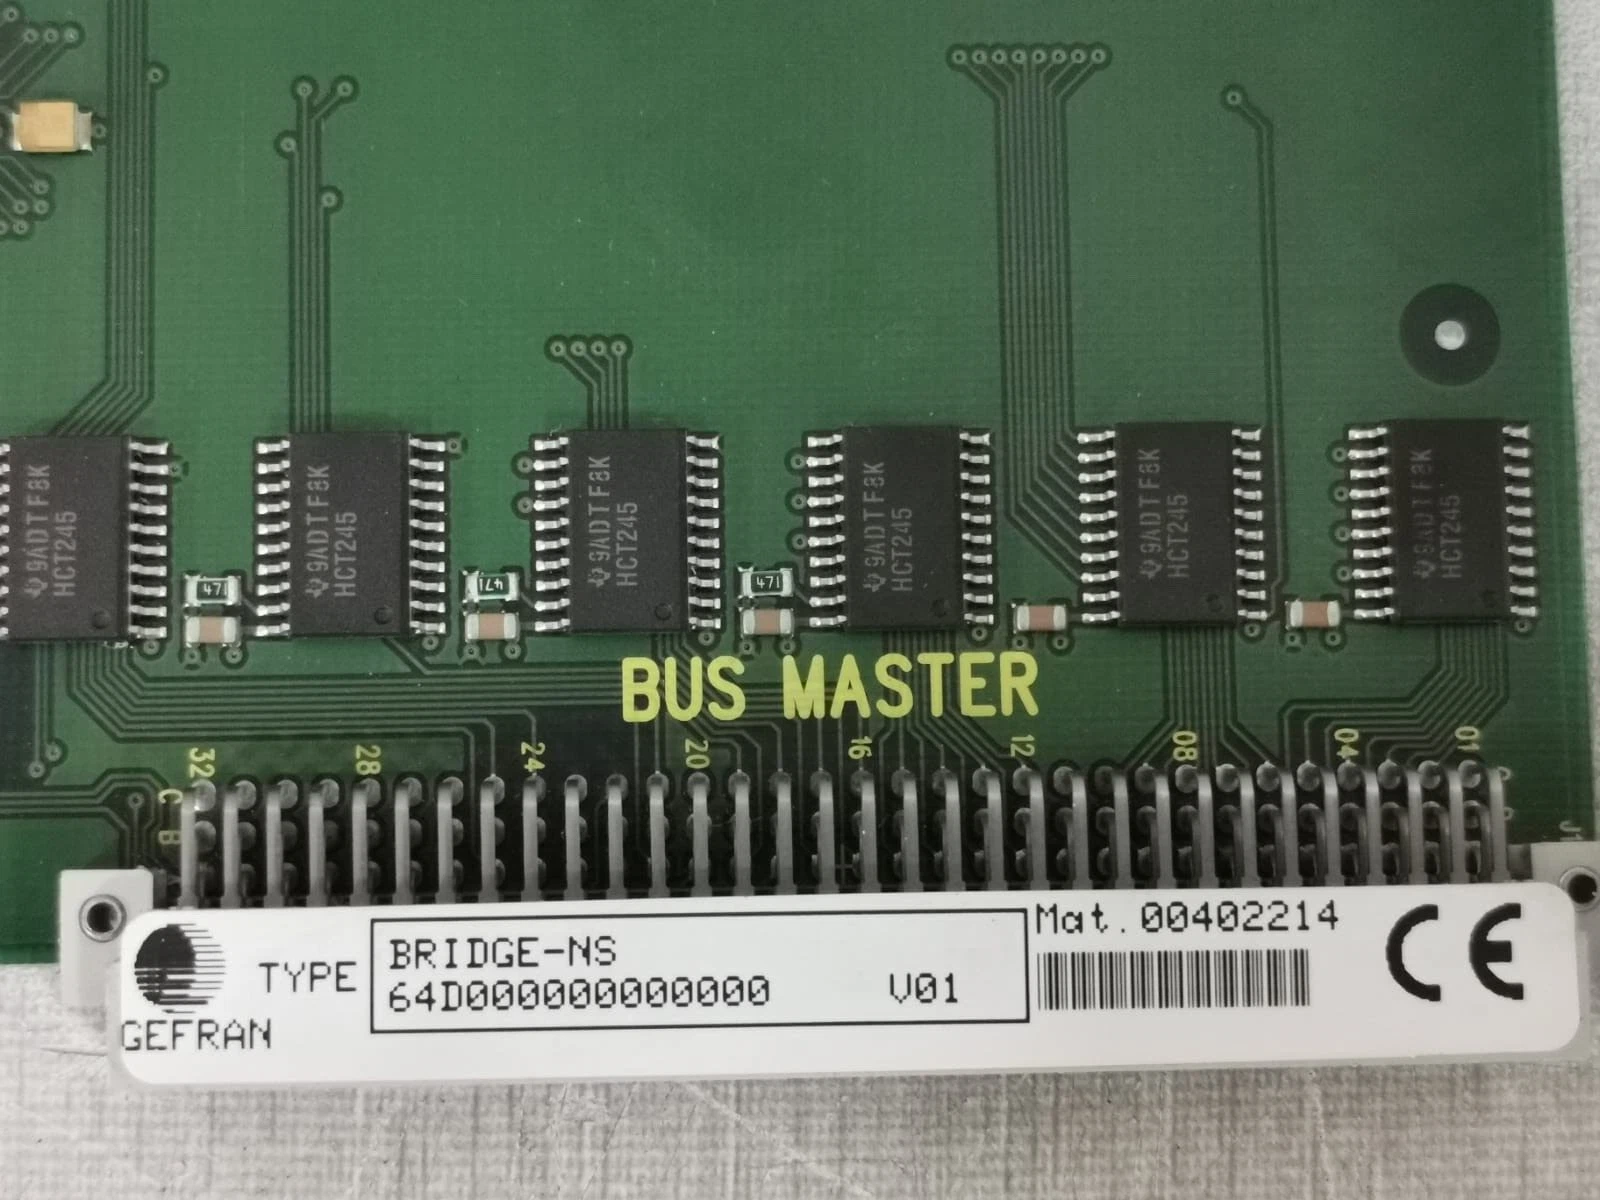 9ADTF8K
HCT245
9ADTF8K
HCT245
9ADTF8K
HCT245
9ADTF8K
HCT245
9ADTF8K
HCT245
9ADTF8K
HCT245
471
471
471
BUS MASTER
32 28 24 20 16 12 08 04 01
C
B
J1
GEFRAN
TYPE
BRIDGE-NS
64D000000000000 V01
Mat.00402214
CE